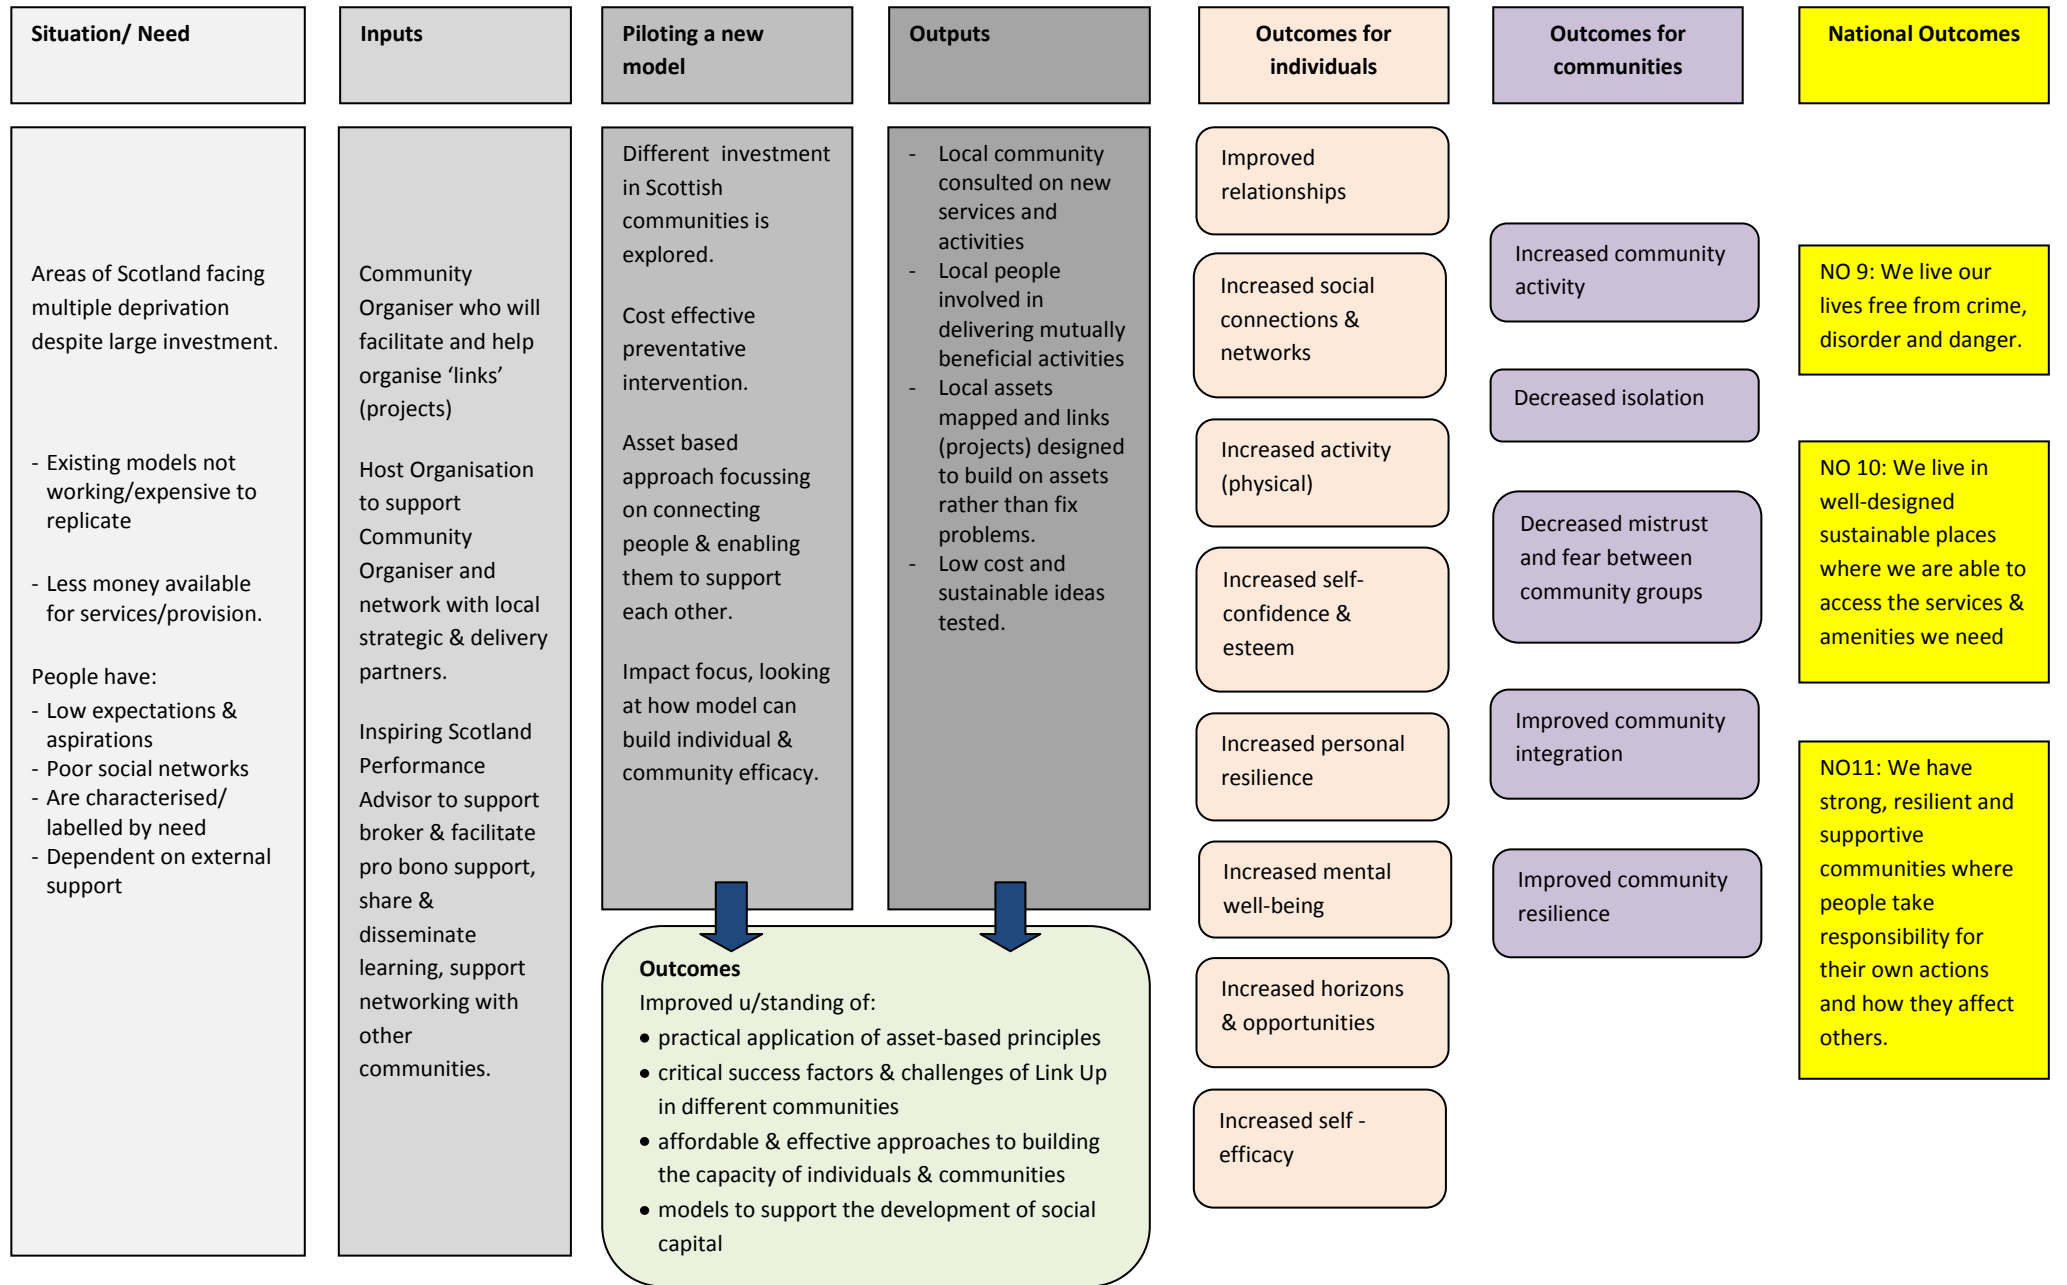 Situation/ Need
Inputs
Piloting a new
model
Outputs
Outcomes for
individuals
Outcomes for
communities
National Outcomes
Areas of Scotland facing
multiple deprivation
despite large investment.
- Existing models not
working/expensive to
replicate
- Less money available
for services/provision.
People have:
- Low expectations &
aspirations
- Poor social networks
- Are characterised/
labelled by need
- Dependent on external
support
Community
Organiser who will
facilitate and help
organise ‘links’
(projects)
Host Organisation
to support
Community
Organiser and
network with local
strategic & delivery
partners.
Inspiring Scotland
Performance
Advisor to support
broker & facilitate
pro bono support,
share &
disseminate
learning, support
networking with
other
communities.
Different investment
in Scottish
communities is
explored.
Cost effective
preventative
intervention.
Asset based
approach focussing
on connecting
people & enabling
them to support
each other.
Impact focus, looking
at how model can
build individual &
community efficacy.
- Local community
consulted on new
services and
activities
- Local people
involved in
delivering mutually
beneficial activities
- Local assets
mapped and links
(projects) designed
to build on assets
rather than fix
problems.
- Low cost and
sustainable ideas
tested.
Outcomes
Improved u/standing of:
• practical application of asset-based principles
• critical success factors & challenges of Link Up
in different communities
• affordable & effective approaches to building
the capacity of individuals & communities
• models to support the development of social
capital
Improved
relationships
Increased social
connections &
networks
Increased activity
(physical)
Increased self-
confidence &
esteem
Increased personal
resilience
Increased mental
well-being
Increased horizons
& opportunities
Increased self -
efficacy
Increased community
activity
Decreased isolation
Decreased mistrust
and fear between
community groups
Improved community
integration
Improved community
resilience
NO 9: We live our
lives free from crime,
disorder and danger.
NO 10: We live in
well-designed
sustainable places
where we are able to
access the services &
amenities we need
NO11: We have
strong, resilient and
supportive
communities where
people take
responsibility for
their own actions
and how they affect
others.